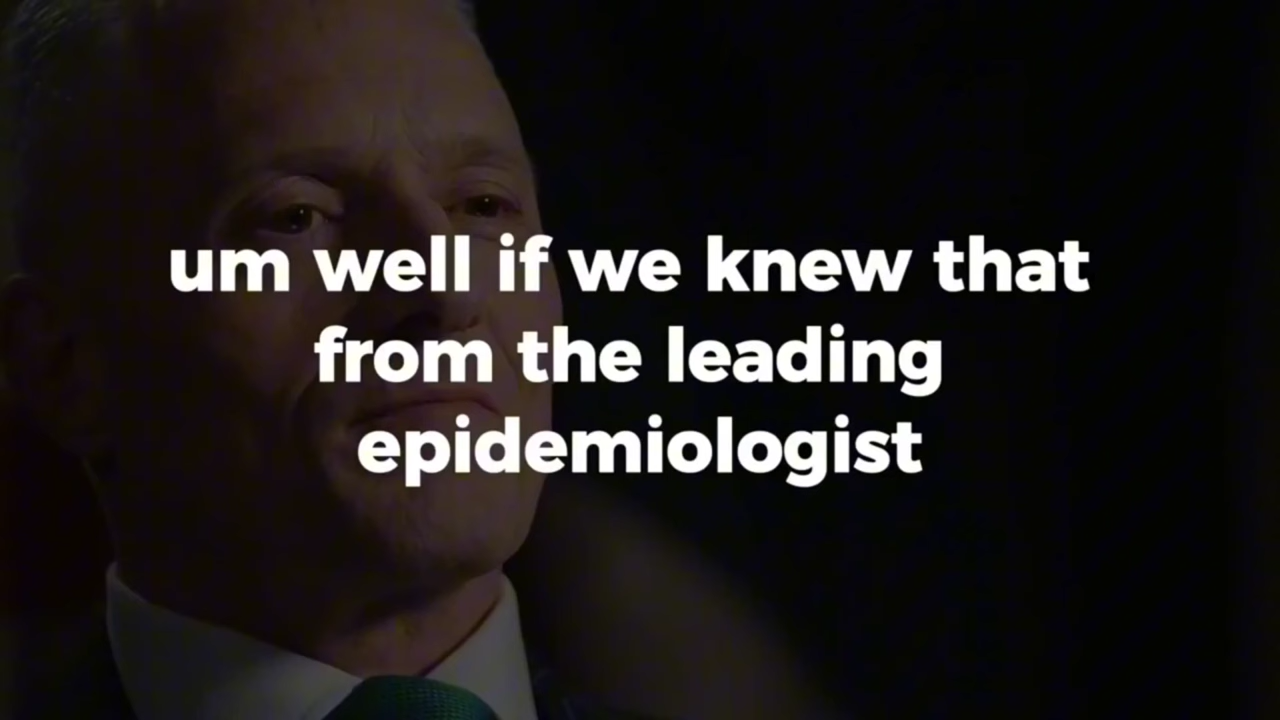 um well if we knew that
from the leading
epidemiologist